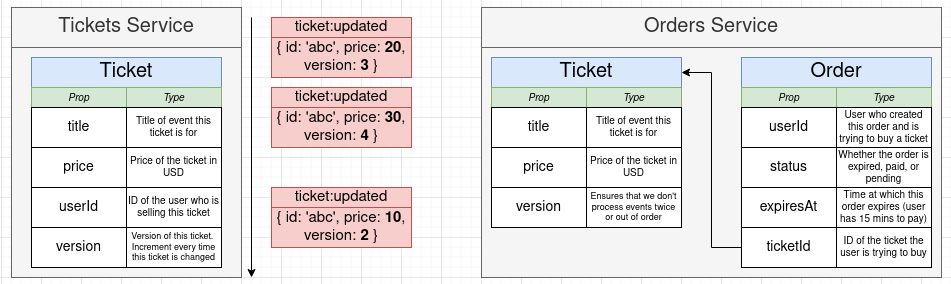 Tickets Service
Ticket
Prop
Type
title
Title of event this
ticket is for
price
Price of the ticket in
USD
userId
ID of the user who is
selling this ticket
version
Version of this ticket.
Increment every time
this ticket is changed
ticket:updated
{ id: 'abc', price: 20,
version: 3 }
ticket:updated
{ id: 'abc', price: 30,
version: 4 }
ticket:updated
{ id: 'abc', price: 10,
version: 2 }
Orders Service
Ticket
Prop
Type
title
Title of event this
ticket is for
price
Price of the ticket in
USD
version
Ensures that we don't
process events twice
or out of order
Order
Prop
Type
userId
User who created
this order and is
trying to buy a ticket
status
Whether the order is
expired, paid, or
pending
expiresAt
Time at which this
order expires (user
has 15 mins to pay)
ticketId
ID of the ticket the
user is trying to buy